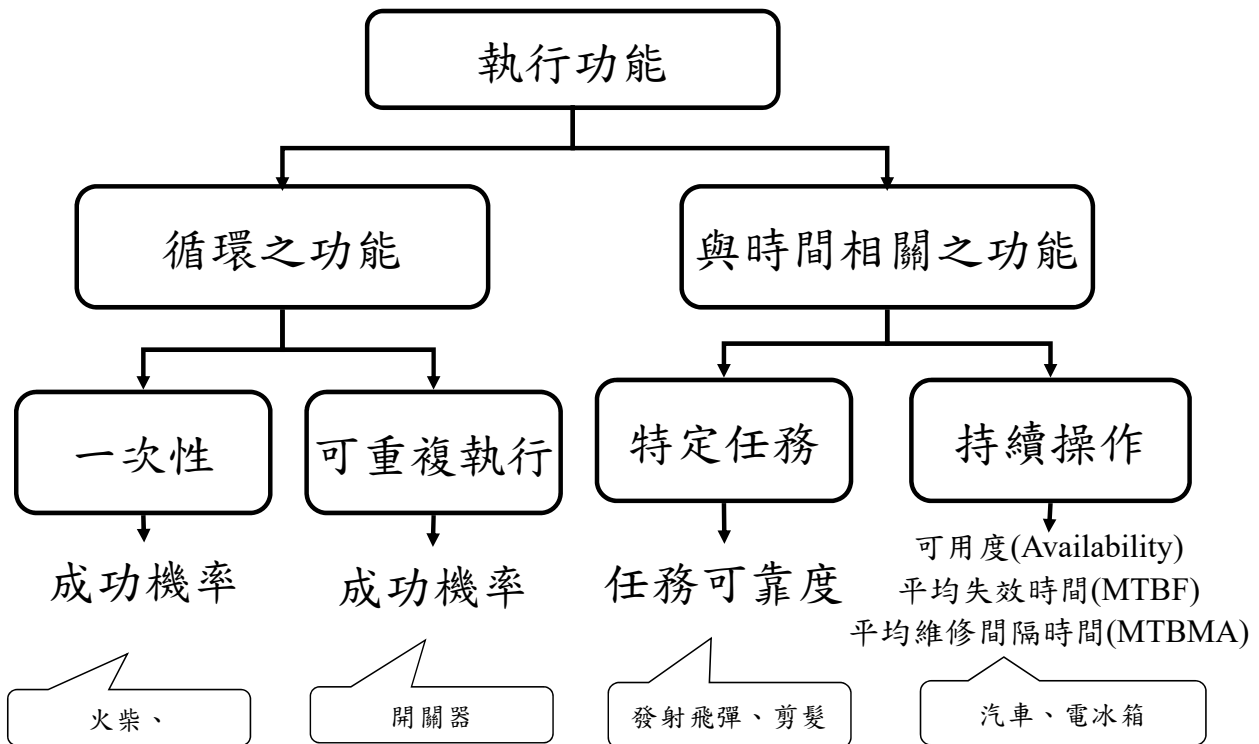 執行功能
循環之功能
與時間相關之功能
一次性
可重複執行
特定任務
持續操作
成功機率
成功機率
任務可靠度
可用度(Availability)
平均失效時間(MTBF)
平均維修間隔時間(MTBMA)
火柴、
開關器
發射飛彈、剪髮
汽車、電冰箱